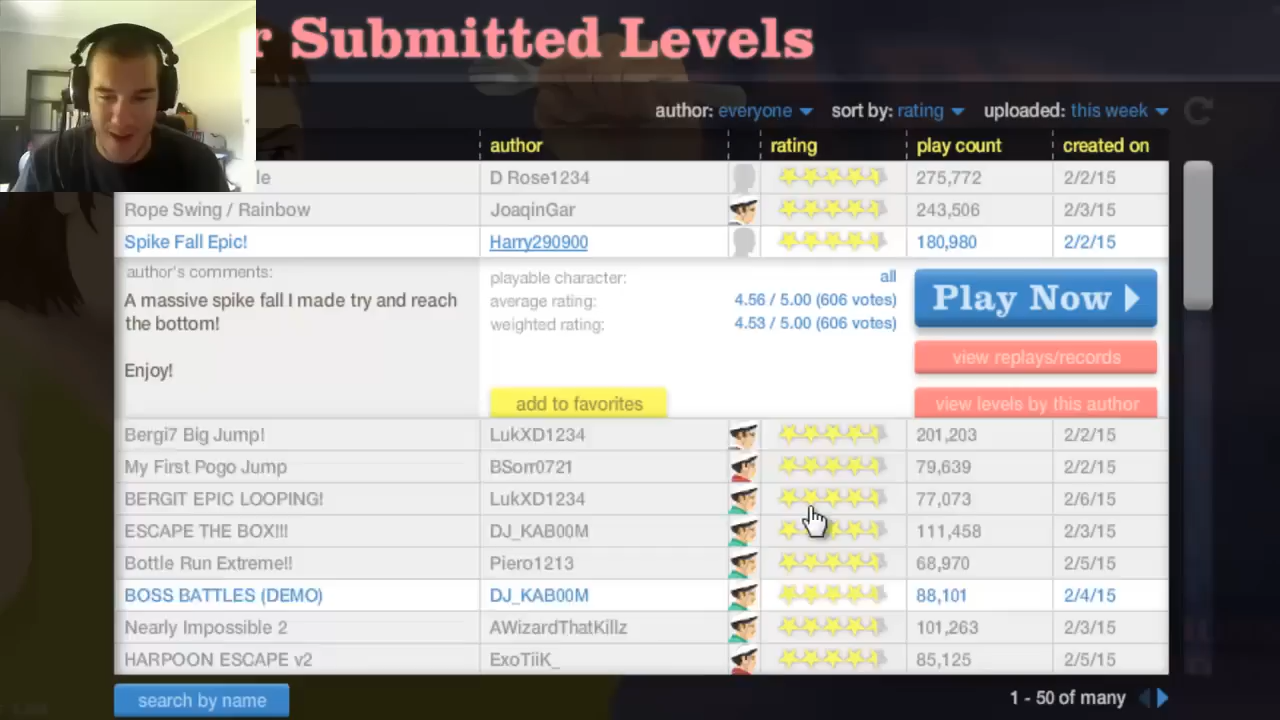 r Submitted Levels
author: everyone sort by: rating uploaded: this week
author rating play count created on
le D Rose1234 275,772 2/2/15
Rope Swing / Rainbow JoaqinGar 243,506 2/3/15
Spike Fall Epic! Harry290900 180,980 2/2/15
author's comments:
A massive spike fall I made try and reach
the bottom!
Enjoy!
playable character: all
average rating: 4.56 / 5.00 (606 votes)
weighted rating: 4.53 / 5.00 (606 votes)
add to favorites
Play Now
view replays/records
view levels by this author
Bergi7 Big Jump! LukXD1234 201,203 2/2/15
My First Pogo Jump BSorr0721 79,639 2/2/15
BERGIT EPIC LOOPING! LukXD1234 77,073 2/6/15
ESCAPE THE BOX!!! DJ_KAB00M 111,458 2/3/15
Bottle Run Extreme!! Piero1213 68,970 2/5/15
BOSS BATTLES (DEMO) DJ_KAB00M 88,101 2/4/15
Nearly Impossible 2 AWizardThatKillz 101,263 2/3/15
HARPOON ESCAPE v2 ExoTiiK_ 85,125 2/5/15
search by name 1 - 50 of many